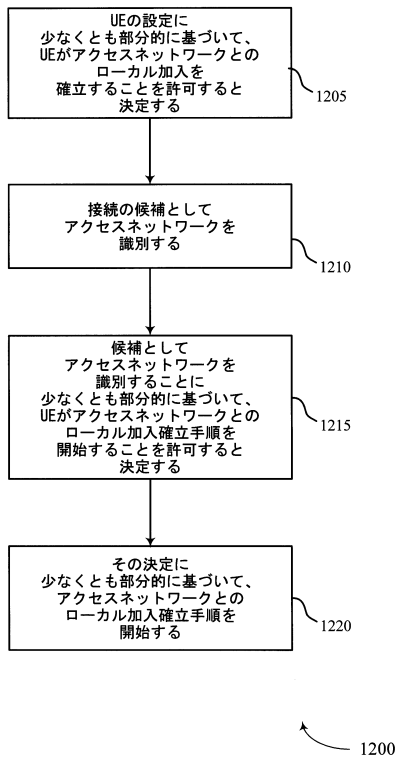 UEの設定に
少なくとも部分的に基づいて、
UEがアクセスネットワークとの
ローカル加入を
確立することを許可すると
決定する
1205
接続の候補として
アクセスネットワークを
識別する
1210
候補として
アクセスネットワークを
識別することに
少なくとも部分的に基づいて、
UEがアクセスネットワークとの
ローカル加入確立手順を
開始することを許可すると
決定する
1215
その決定に
少なくとも部分的に基づいて、
アクセスネットワークとの
ローカル加入確立手順を
開始する
1220
1200